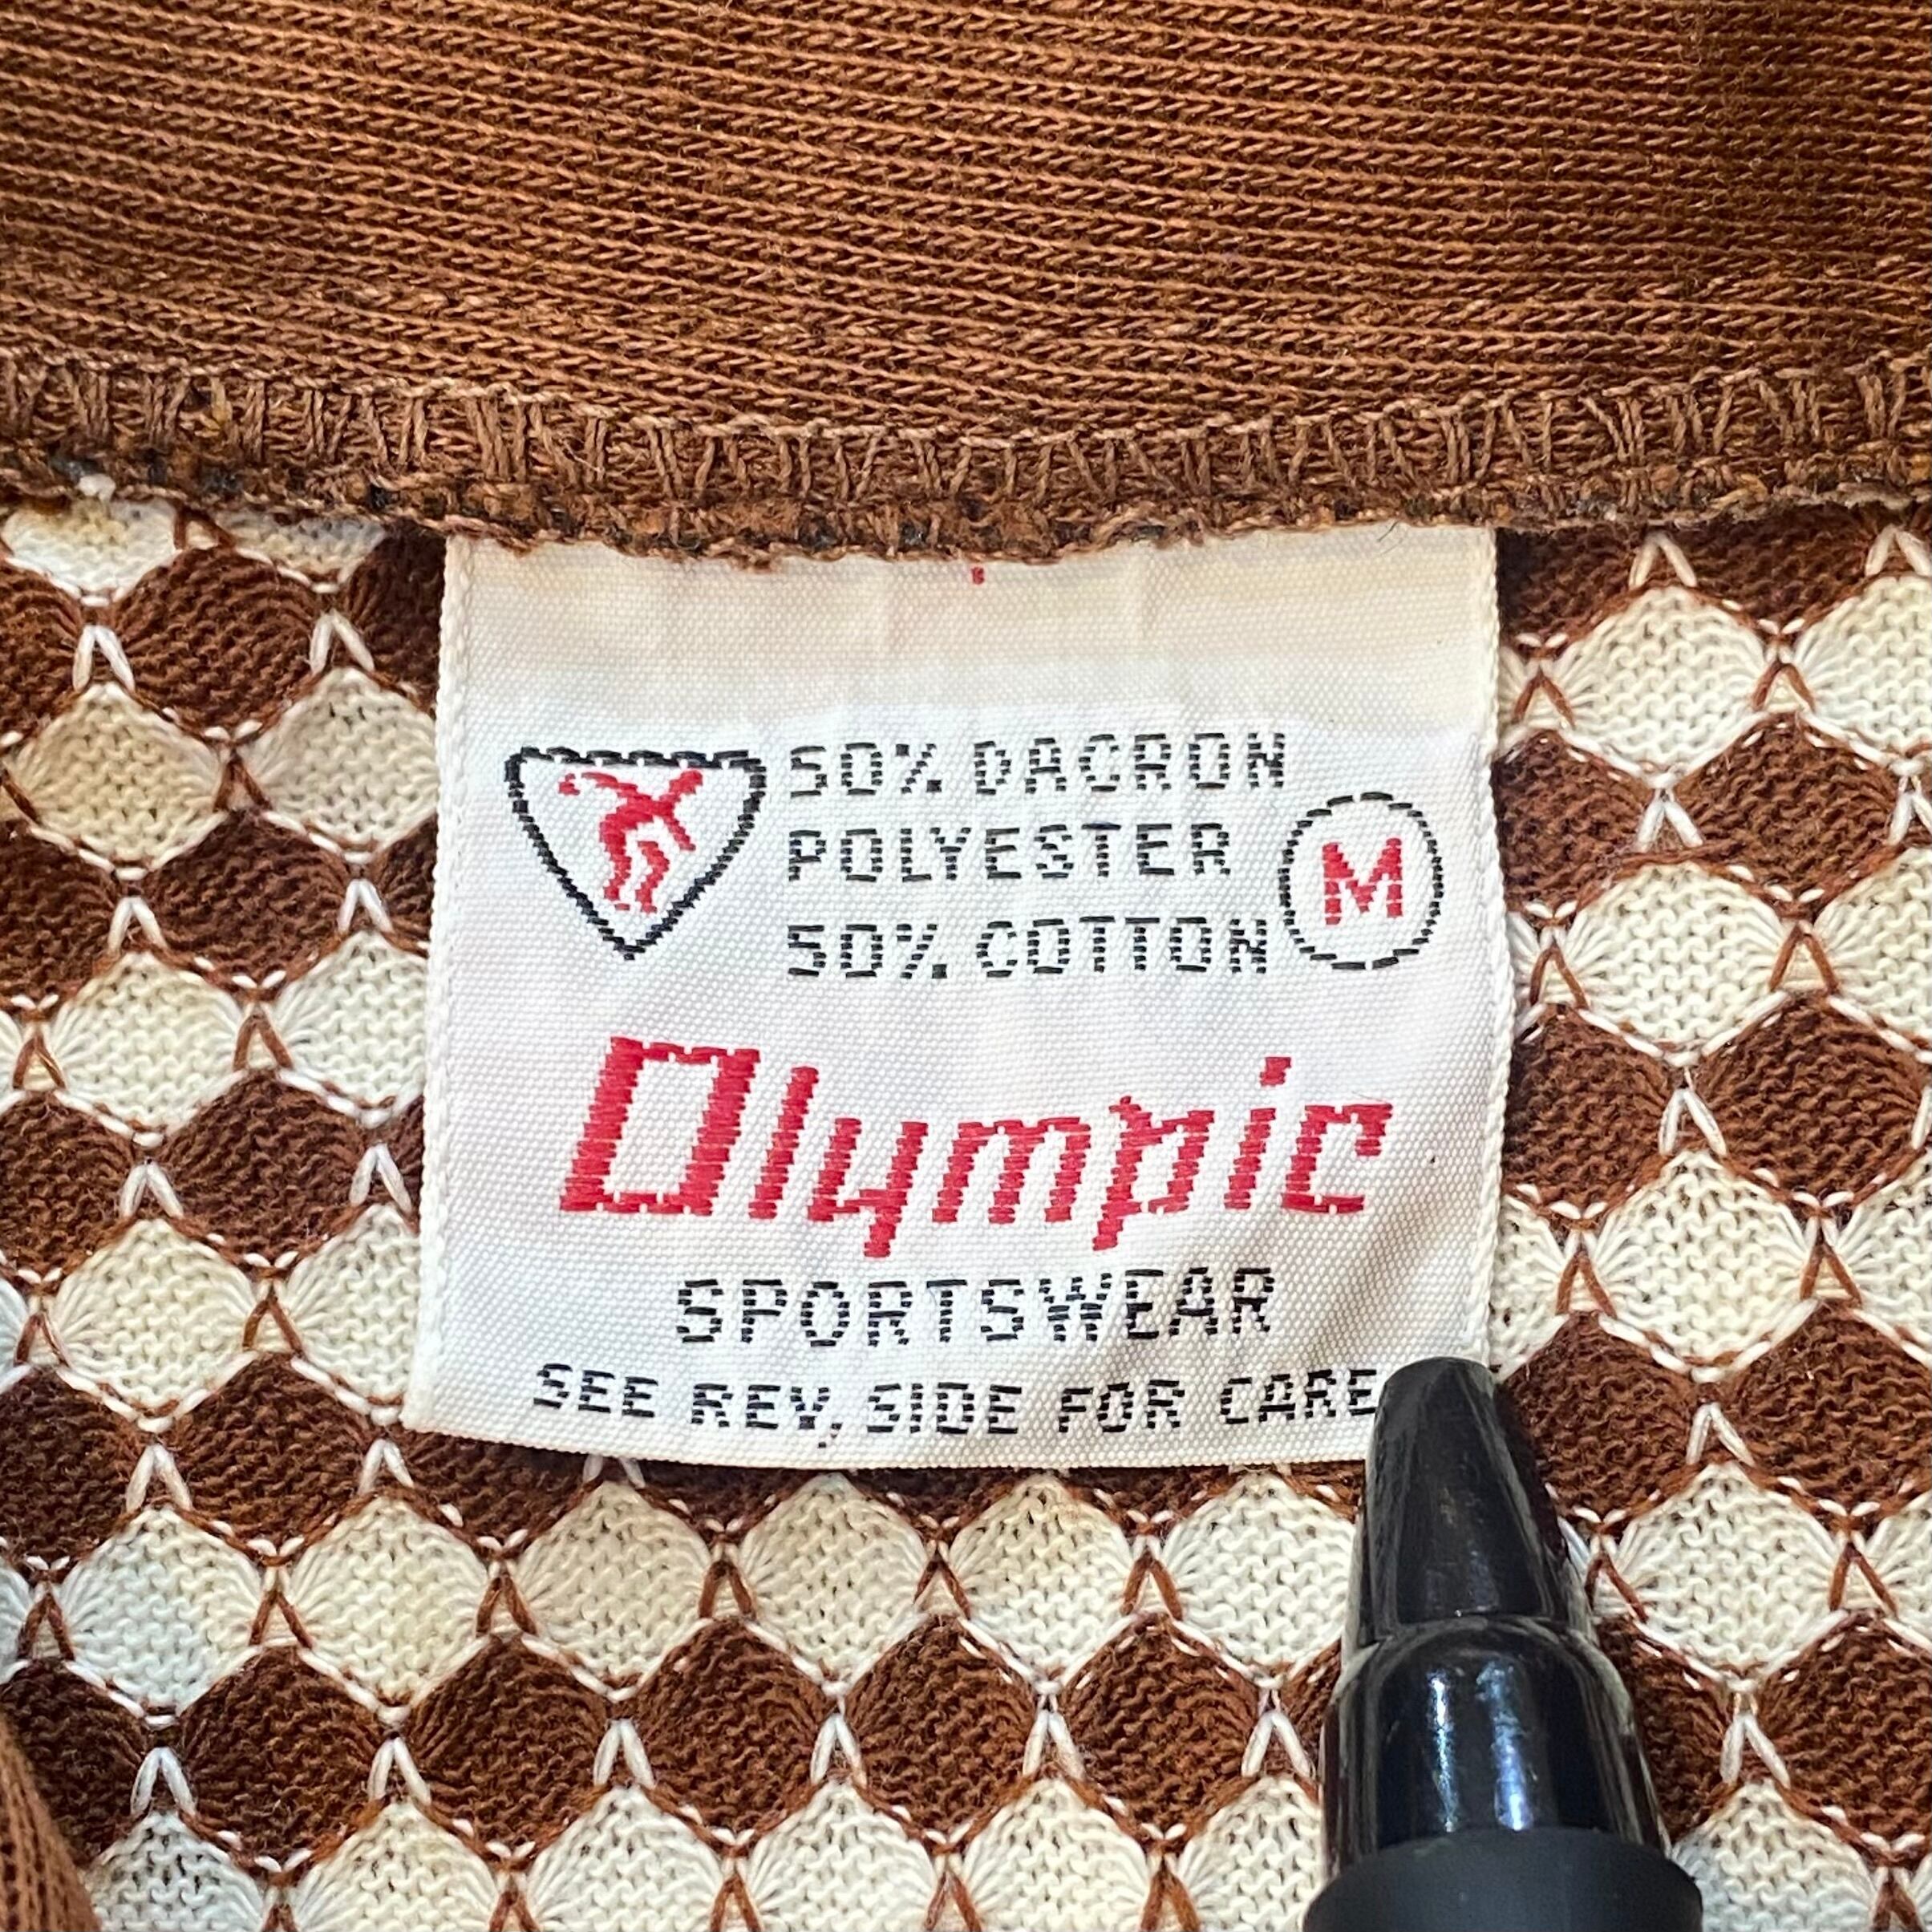 50% DACRON
POLYESTER
50% COTTON
M
Olympic
SPORTSWEAR
SEE REV, SIDE FOR CARE